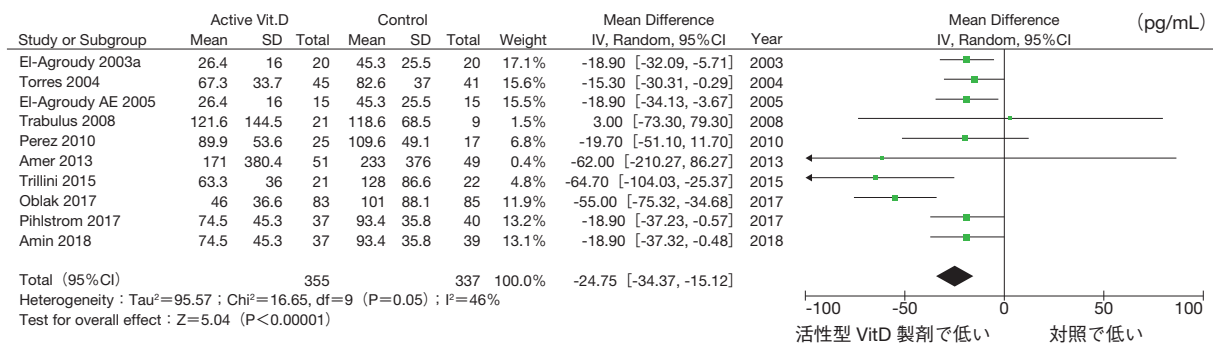 Active Vit.D Control Mean Difference Mean Difference (pg/mL)
Study or Subgroup Mean SD Total Mean SD Total Weight IV, Random, 95%CI Year IV, Random, 95%CI
El-Agroudy 2003a 26.4 16 20 45.3 25.5 20 17.1% -18.90［-32.09, -5.71］ 2003
Torres 2004 67.3 33.7 45 82.6 37 41 15.6% -15.30［-30.31, -0.29］ 2004
El-Agroudy AE 2005 26.4 16 15 45.3 25.5 15 15.5% -18.90［-34.13, -3.67］ 2005
Trabulus 2008 121.6 144.5 21 118.6 68.5 9 1.5% 3.00［-73.30, 79.30］ 2008
Perez 2010 89.9 53.6 25 109.6 49.1 17 6.8% -19.70［-51.10, 11.70］ 2010
Amer 2013 171 380.4 51 233 376 49 0.4% -62.00［-210.27, 86.27］ 2013
Trillini 2015 63.3 36 21 128 86.6 22 4.8% -64.70［-104.03, -25.37］ 2015
Oblak 2017 46 36.6 83 101 88.1 85 11.9% -55.00［-75.32, -34.68］ 2017
Pihlstrom 2017 74.5 45.3 37 93.4 35.8 40 13.2% -18.90［-37.23, -0.57］ 2017
Amin 2018 74.5 45.3 37 93.4 35.8 39 13.1% -18.90［-37.32, -0.48］ 2018
Total（95%CI） 355 337 100.0% -24.75［-34.37, -15.12］
Heterogeneity：Tau²＝95.57；Chi²＝16.65, df＝9（P＝0.05）；I²＝46%
Test for overall effect：Z＝5.04（P＜0.00001）
-100 -50 0 50 100
活性型 VitD 製剤で低い 対照で低い